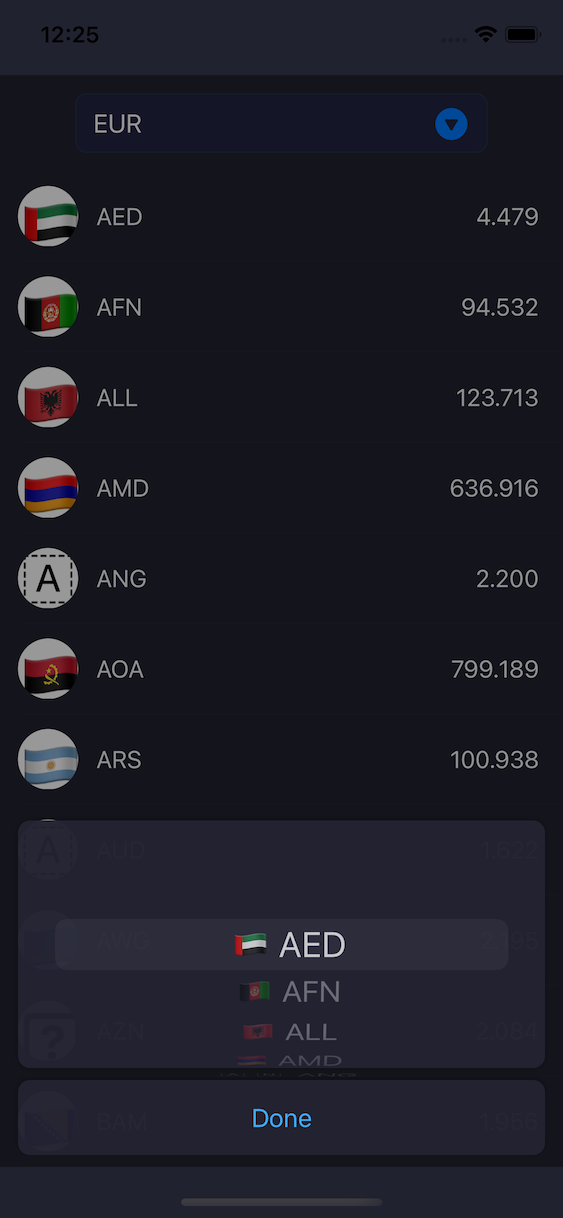 12:25
EUR
AED 4.479
AFN 94.532
ALL 123.713
AMD 636.916
A ANG 2.200
AOA 799.189
ARS 100.938
A AUD 1.622
AWG
AED
AFN
? AZN ALL 2.084
AMD
ANG
BAM Done 1.956